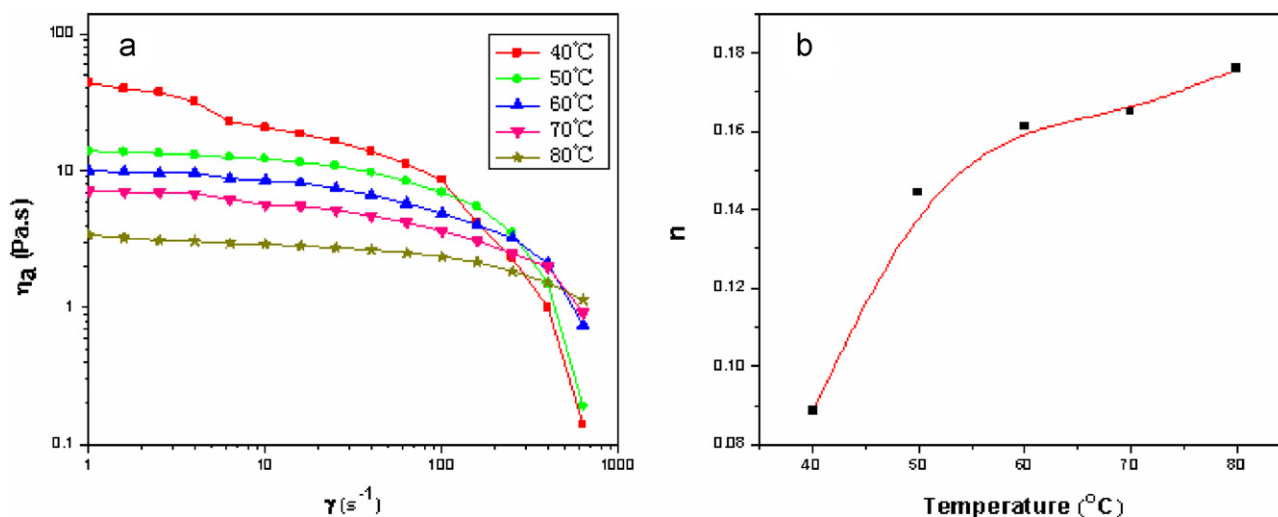 a
100
10
1
0.1
ηa (Pa.s)
40°C
50°C
60°C
70°C
80°C
1 10 100 1000
γ (s⁻¹)
b
0.18
0.16
0.14
0.12
0.10
0.08
n
40 50 60 70 80
Temperature (°C)